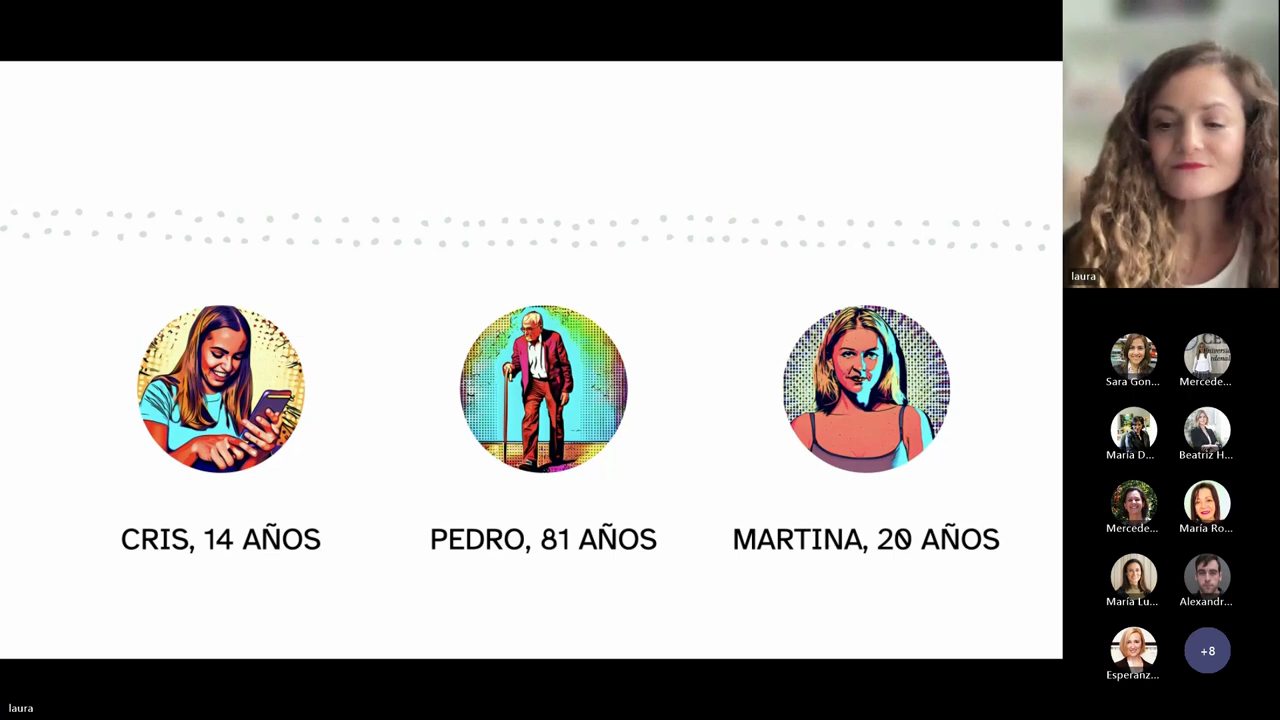 CRIS, 14 AÑOS
PEDRO, 81 AÑOS
MARTINA, 20 AÑOS
laura
Sara Gon...
Mercede...
María D...
Beatriz H...
Mercede...
María Ro...
María Lu...
Alexandr...
Esperanz...
+8
laura